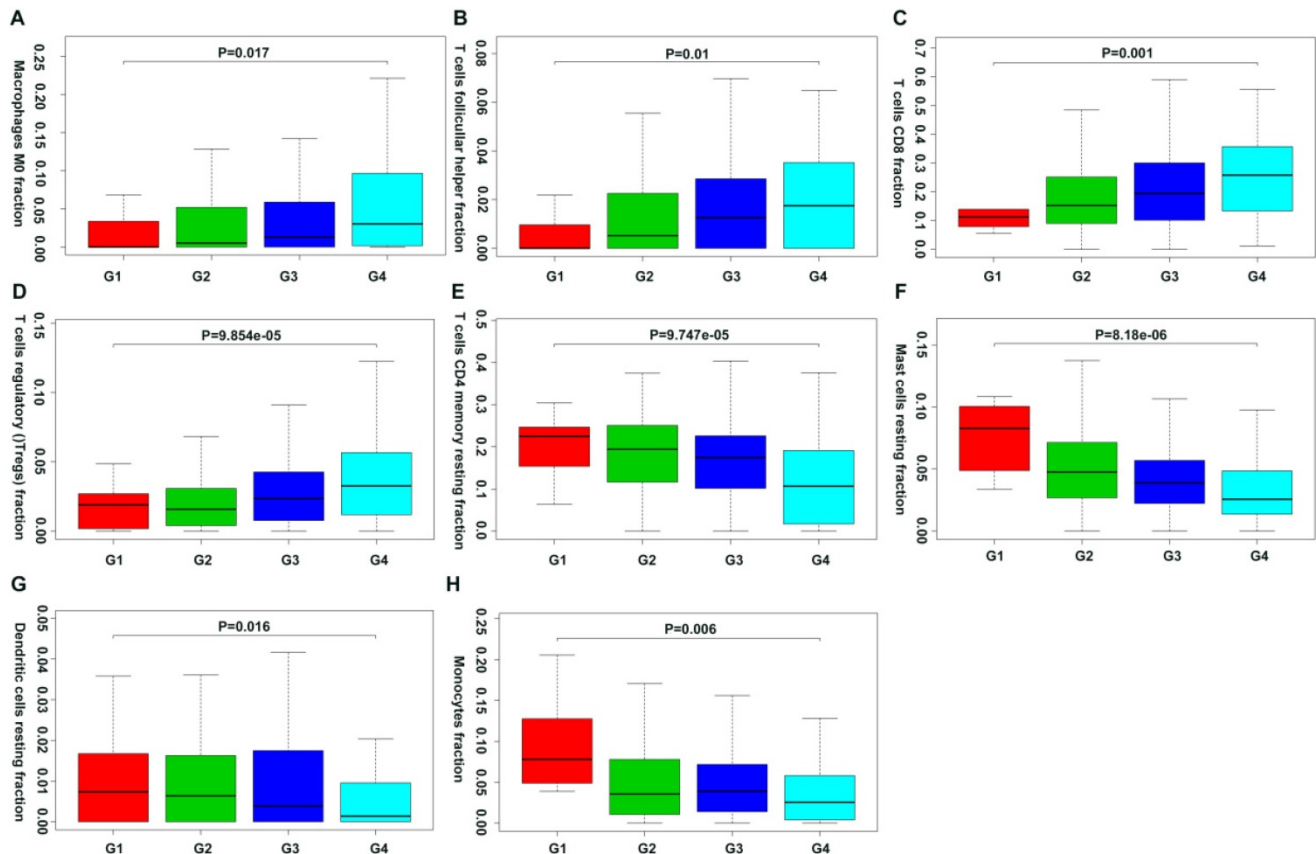 A
Macrophages M0 fraction
0.00 0.05 0.10 0.15 0.20 0.25
P=0.017
G1 G2 G3 G4
B
T cells follicullar helper fraction
0.00 0.02 0.04 0.06 0.08
P=0.01
G1 G2 G3 G4
C
T cells CD8 fraction
0.0 0.1 0.2 0.3 0.4 0.5 0.6 0.7
P=0.001
G1 G2 G3 G4
D
T cells regulatory ()Tregs) fraction
0.00 0.05 0.10 0.15
P=9.854e-05
G1 G2 G3 G4
E
T cells CD4 memory resting fraction
0.0 0.1 0.2 0.3 0.4 0.5
P=9.747e-05
G1 G2 G3 G4
F
Mast cells resting fraction
0.00 0.05 0.10 0.15
P=8.18e-06
G1 G2 G3 G4
G
Dendritic cells resting fraction
0.00 0.01 0.02 0.03 0.04 0.05
P=0.016
G1 G2 G3 G4
H
Monocytes fraction
0.00 0.05 0.10 0.15 0.20 0.25
P=0.006
G1 G2 G3 G4